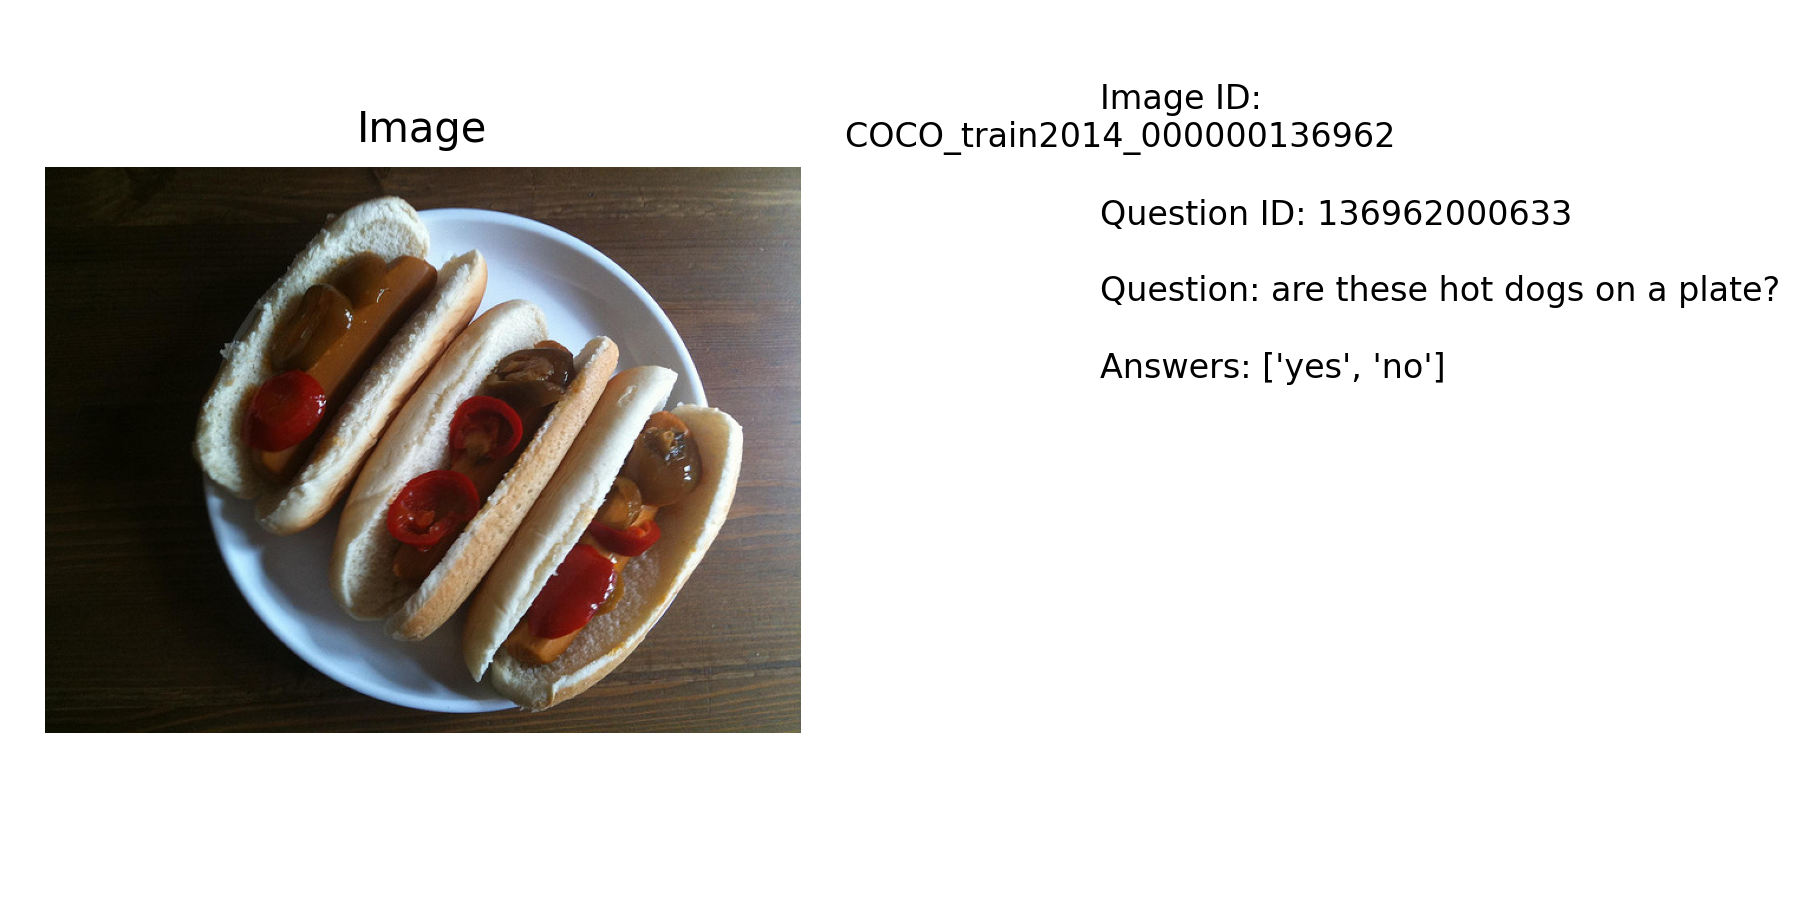 Image
Image ID:
COCO_train2014_000000136962
Question ID: 136962000633
Question: are these hot dogs on a plate?
Answers: ['yes', 'no']